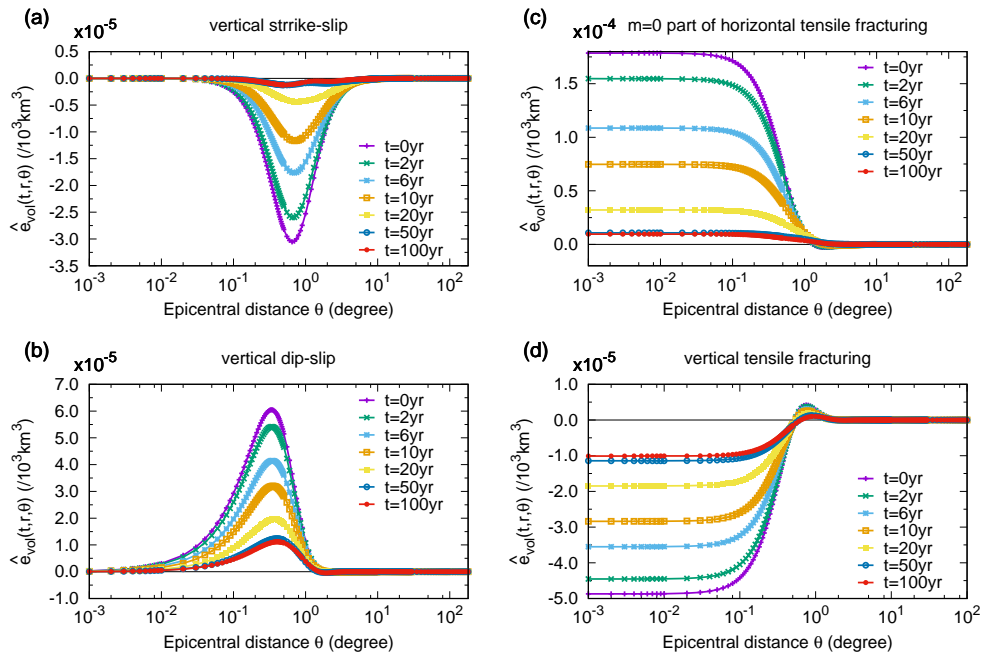 (a)
vertical strrike-slip
x10-5
ê vol(t,r,θ) (/10³km³)
0.5
0.0
-0.5
-1.0
-1.5
-2.0
-2.5
-3.0
-3.5
t=0yr
t=2yr
t=6yr
t=10yr
t=20yr
t=50yr
t=100yr
10-3 10-2 10-1 100 101 102
Epicentral distance θ (degree)
(c)
m=0 part of horizontal tensile fracturing
x10-4
ê vol(t,r,θ) (/10³km³)
1.5
1.0
0.5
0.0
t=0yr
t=2yr
t=6yr
t=10yr
t=20yr
t=50yr
t=100yr
10-3 10-2 10-1 100 101 102
Epicentral distance θ (degree)
(b)
vertical dip-slip
x10-5
ê vol(t,r,θ) (/10³km³)
7.0
6.0
5.0
4.0
3.0
2.0
1.0
0.0
-1.0
t=0yr
t=2yr
t=6yr
t=10yr
t=20yr
t=50yr
t=100yr
10-3 10-2 10-1 100 101 102
Epicentral distance θ (degree)
(d)
vertical tensile fracturing
x10-5
ê vol(t,r,θ) (/10³km³)
1.0
0.0
-1.0
-2.0
-3.0
-4.0
-5.0
t=0yr
t=2yr
t=6yr
t=10yr
t=20yr
t=50yr
t=100yr
10-3 10-2 10-1 100 101 102
Epicentral distance θ (degree)